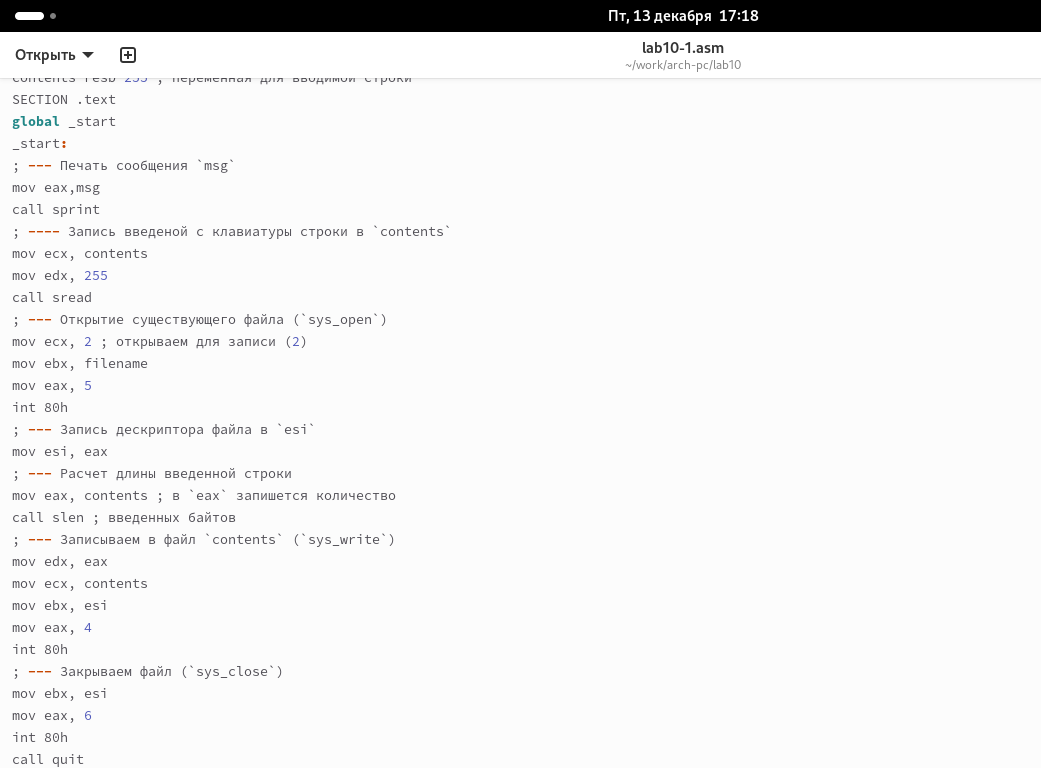 Пт, 13 декабря 17:18
Открыть
lab10-1.asm
~/work/arch-pc/lab10
contents resb 255 ; переменная для вводимой строки
SECTION .text
global _start
_start:
; --- Печать сообщения `msg`
mov eax,msg
call sprint
; ---- Запись введеной с клавиатуры строки в `contents`
mov ecx, contents
mov edx, 255
call sread
; --- Открытие существующего файла (`sys_open`)
mov ecx, 2 ; открываем для записи (2)
mov ebx, filename
mov eax, 5
int 80h
; --- Запись дескриптора файла в `esi`
mov esi, eax
; --- Расчет длины введенной строки
mov eax, contents ; в `eax` запишется количество
call slen ; введенных байтов
; --- Записываем в файл `contents` (`sys_write`)
mov edx, eax
mov ecx, contents
mov ebx, esi
mov eax, 4
int 80h
; --- Закрываем файл (`sys_close`)
mov ebx, esi
mov eax, 6
int 80h
call quit